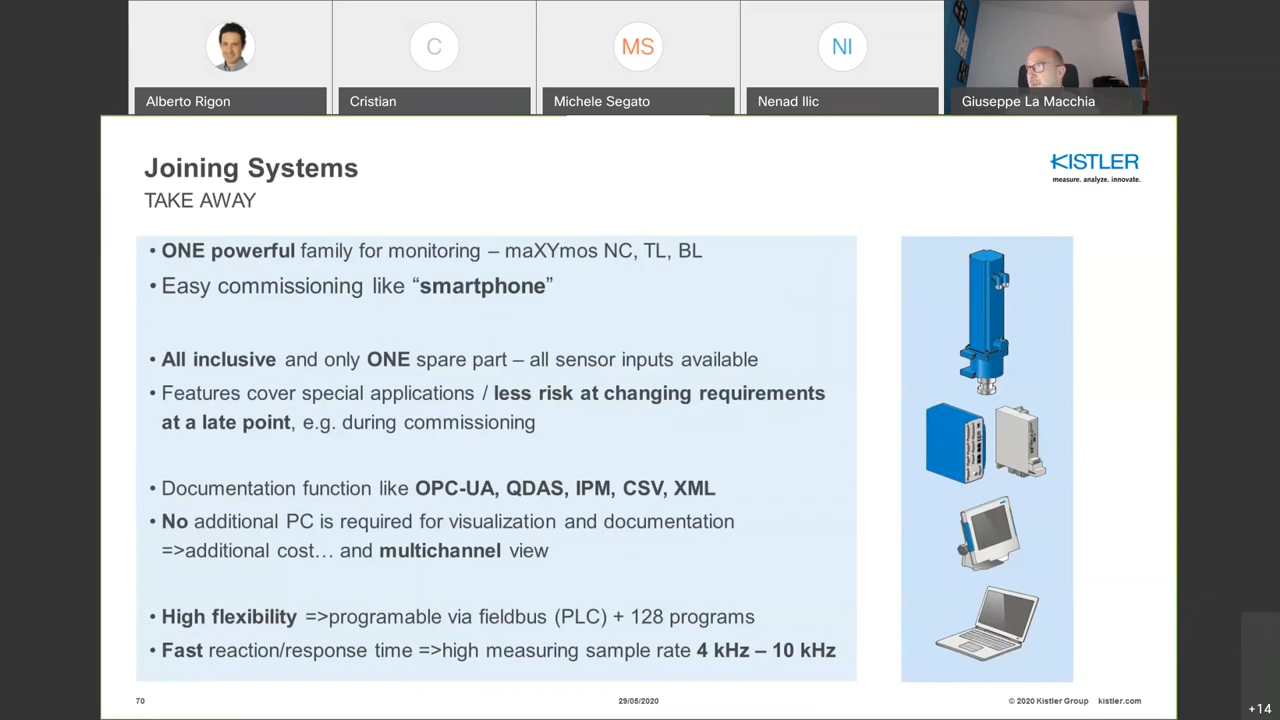 C
MS
NI
Alberto Rigon
Cristian
Michele Segato
Nenad Ilic
Giuseppe La Macchia
Joining Systems
TAKE AWAY
KISTLER
measure. analyze. innovate.
• ONE powerful family for monitoring – maXYmos NC, TL, BL
• Easy commissioning like “smartphone”
• All inclusive and only ONE spare part – all sensor inputs available
• Features cover special applications / less risk at changing requirements
at a late point, e.g. during commissioning
• Documentation function like OPC-UA, QDAS, IPM, CSV, XML
• No additional PC is required for visualization and documentation
=>additional cost… and multichannel view
• High flexibility =>programable via fieldbus (PLC) + 128 programs
• Fast reaction/response time =>high measuring sample rate 4 kHz – 10 kHz
70
29/05/2020
© 2020 Kistler Group kistler.com
+14